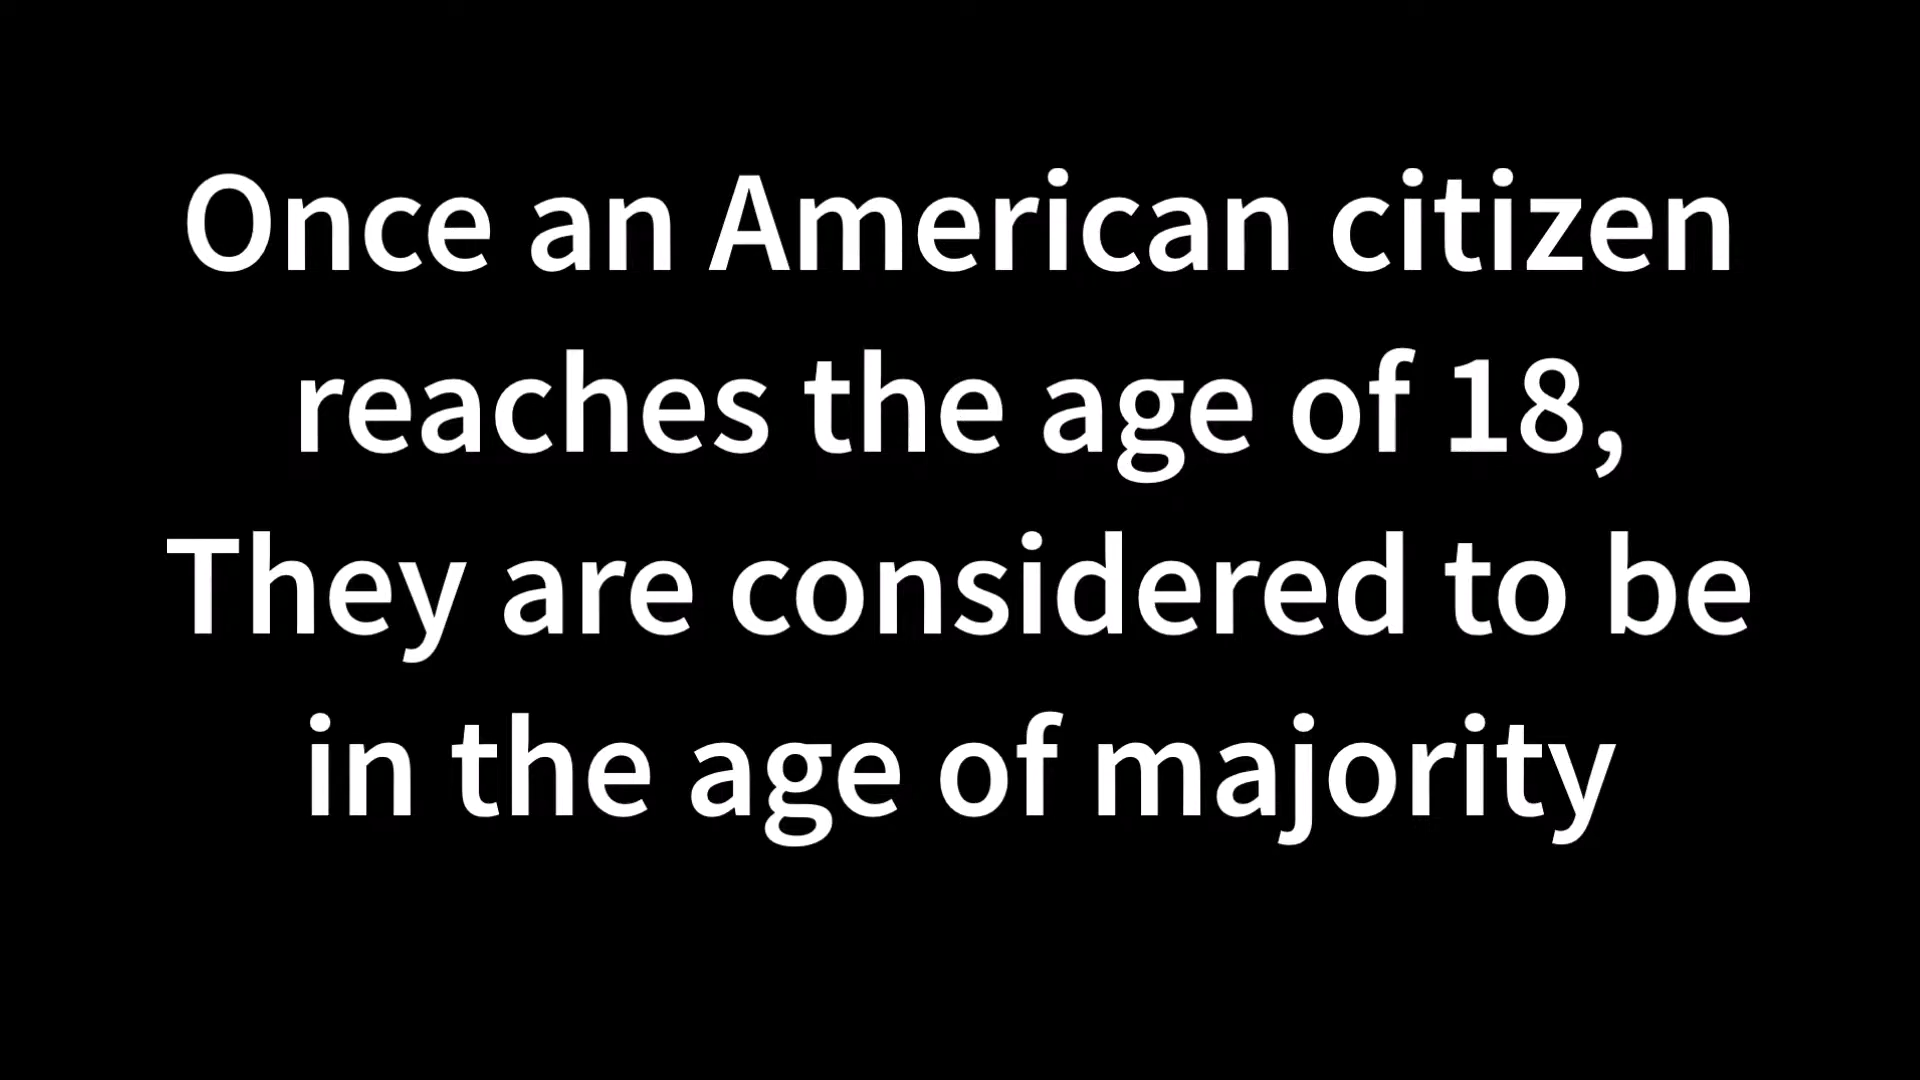 Once an American citizen
reaches the age of 18,
They are considered to be
in the age of majority